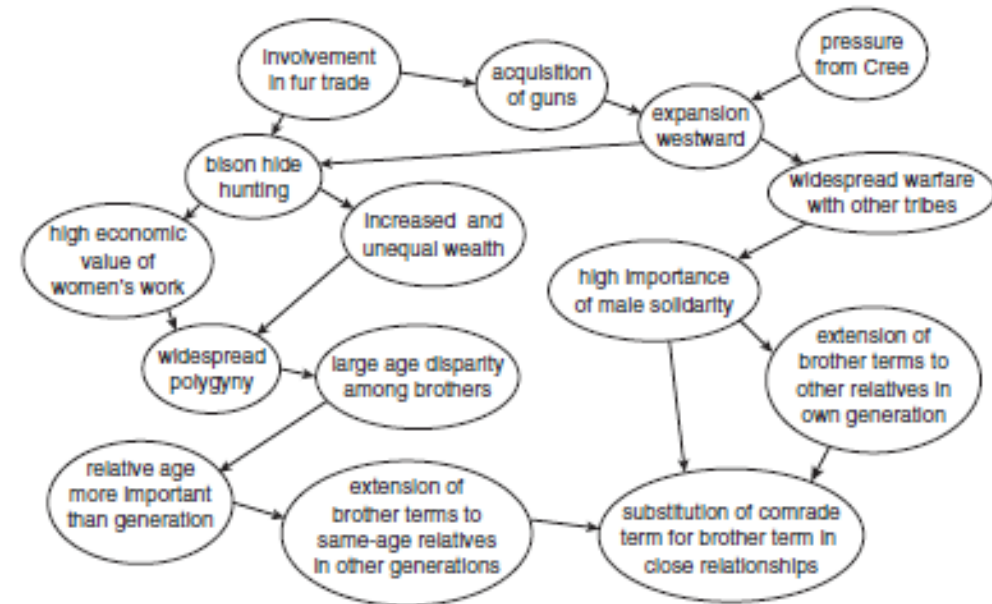 involvement
in fur trade
acquisition
of guns
pressure
from Cree
expansion
westward
bison hide
hunting
widespread warfare
with other tribes
high economic
value of
women's work
increased and
unequal wealth
high importance
of male solidarity
widespread
polygyny
large age disparity
among brothers
extension of
brother terms to
other relatives in
own generation
relative age
more important
than generation
extension of
brother terms to
same-age relatives
in other generations
substitution of comrade
term for brother term in
close relationships